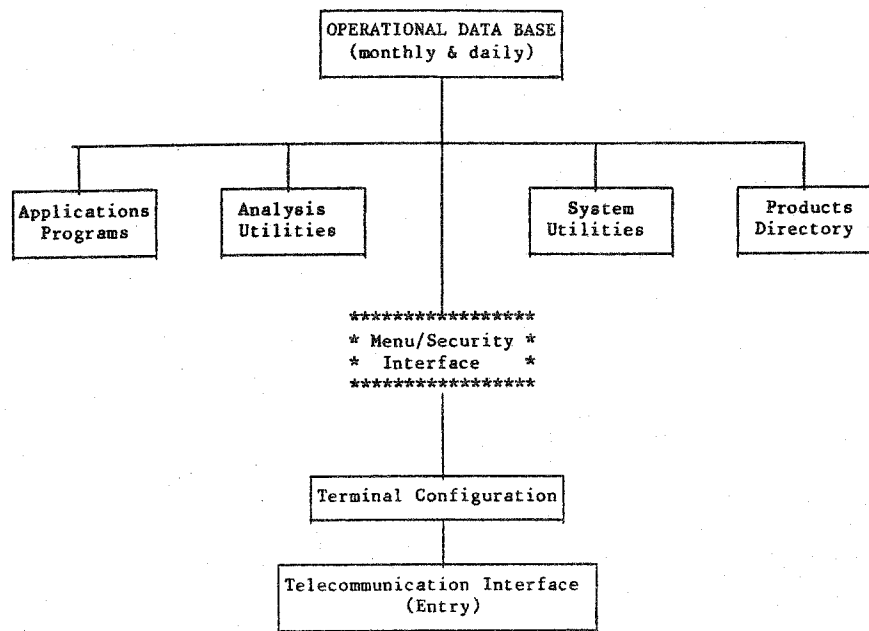 OPERATIONAL DATA BASE
(monthly & daily)
Applications
Programs
Analysis
Utilities
System
Utilities
Products
Directory
*****************
* Menu/Security *
* Interface *
*****************
Terminal Configuration
Telecommunication Interface
(Entry)